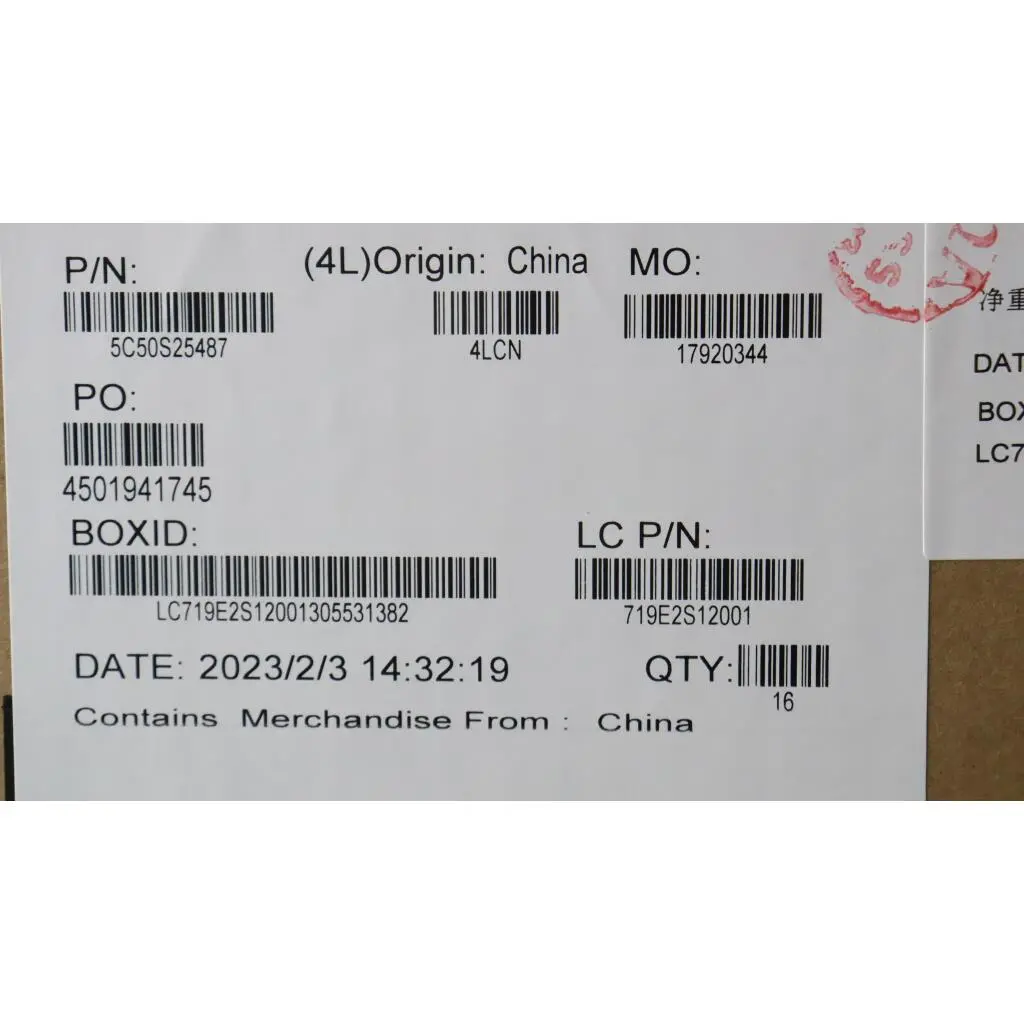 P/N: (4L)Origin: China MO:
5C50S25487 4LCN 17920344
PO:
4501941745
BOXID: LC P/N:
LC719E2S12001305531382 719E2S12001
DATE: 2023/2/3 14:32:19 QTY:
16
Contains Merchandise From : China
净重
DAT
BOX
LC7